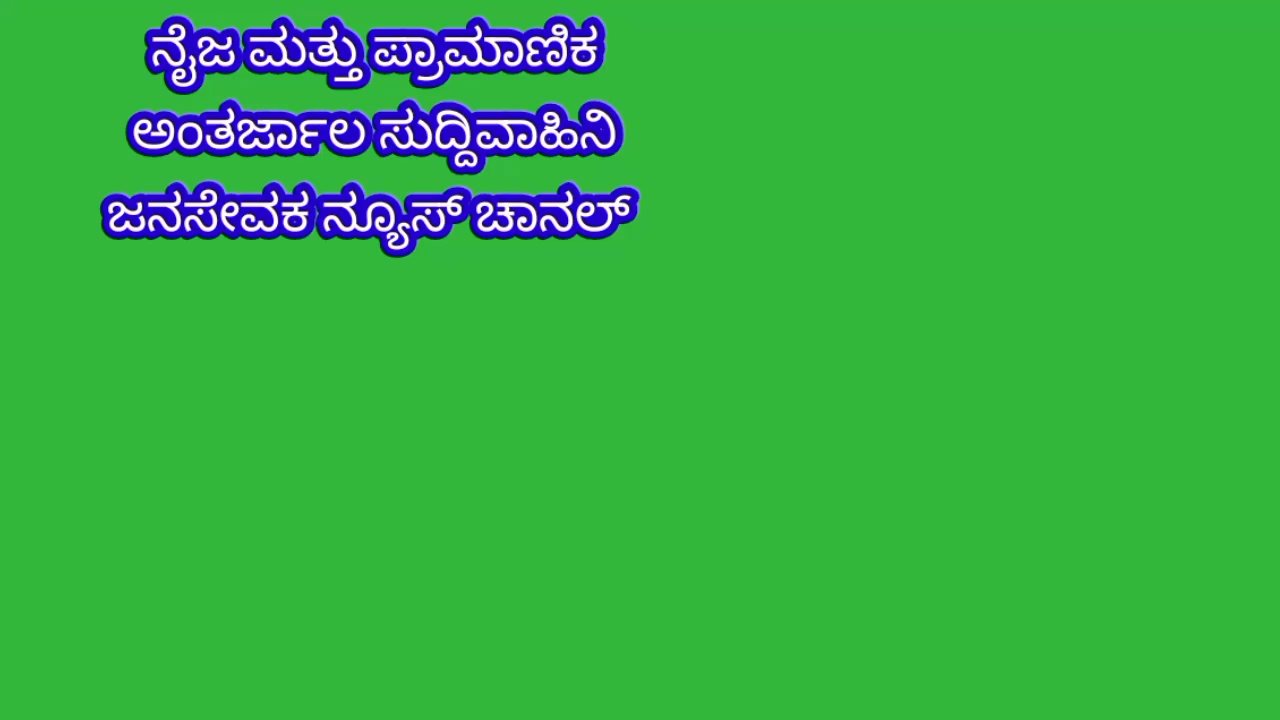 ನೈಜ ಮತ್ತು ಪ್ರಾಮಾಣಿಕ
ಅಂತರ್ಜಾಲ ಸುದ್ದಿವಾಹಿನಿ
ಜನಸೇವಕ ನ್ಯೂಸ್ ಚಾನಲ್